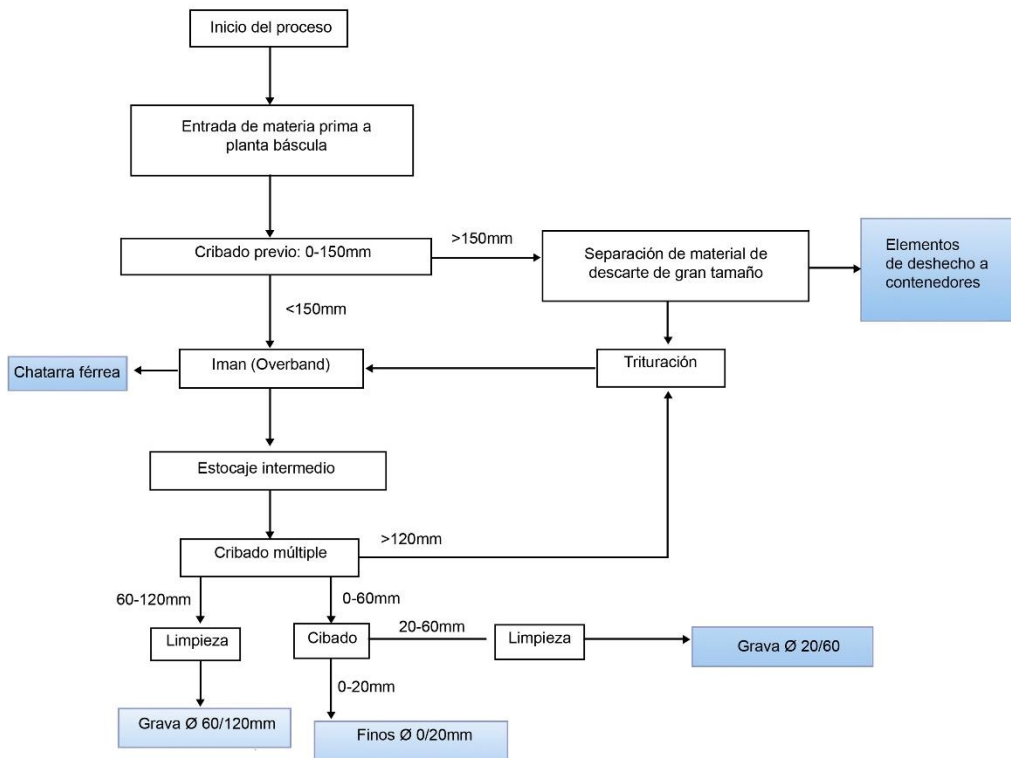 Inicio del proceso
Entrada de materia prima a
planta báscula
Cribado previo: 0-150mm
>150mm
Separación de material de
descarte de gran tamaño
Elementos
de deshecho a
contenedores
<150mm
Chatarra férrea
Iman (Overband)
Trituración
Estocaje intermedio
Cribado múltiple
>120mm
60-120mm
0-60mm
Limpieza
Cibado
20-60mm
Limpieza
Grava Ø 20/60
0-20mm
Grava Ø 60/120mm
Finos Ø 0/20mm